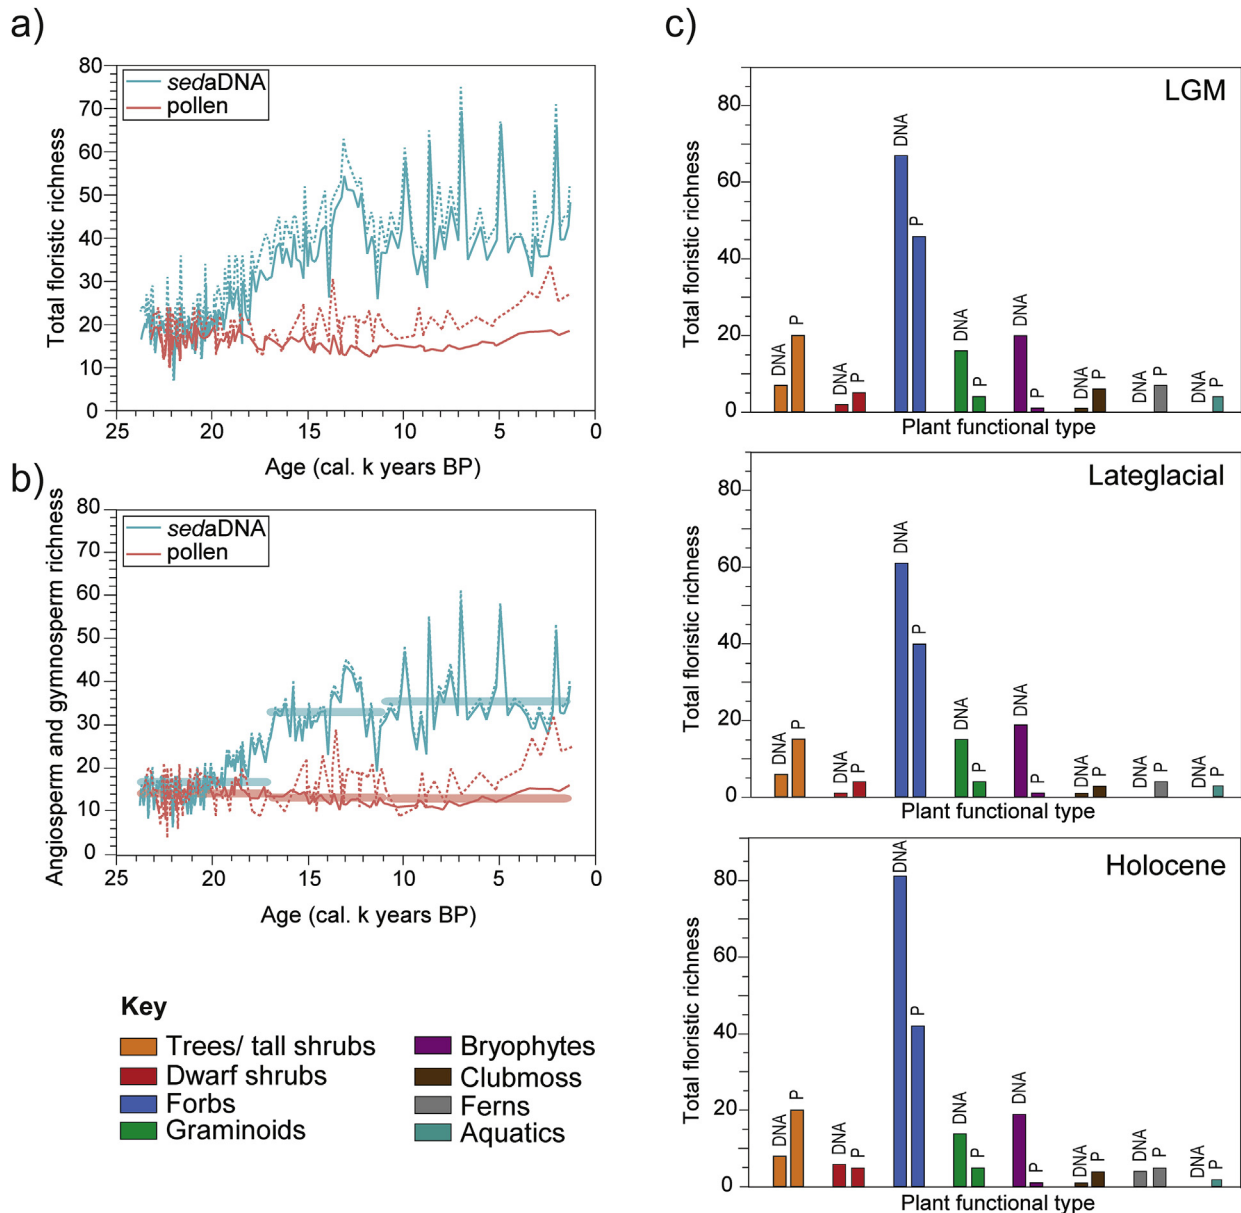 a)
Total floristic richness
80
70
60
50
40
30
20
10
0
sedaDNA
pollen
25
20
15
10
5
0
Age (cal. k years BP)
b)
Angiosperm and gymnosperm richness
80
70
60
50
40
30
20
10
0
sedaDNA
pollen
25
20
15
10
5
0
Age (cal. k years BP)
Key
Trees/ tall shrubs
Dwarf shrubs
Forbs
Graminoids
Bryophytes
Clubmoss
Ferns
Aquatics
c)
LGM
Total floristic richness
80
60
40
20
0
DNA
P
DNA
P
DNA
P
DNA
P
DNA
P
DNA
P
DNA
P
DNA
P
Plant functional type
Lateglacial
Total floristic richness
80
60
40
20
0
DNA
P
DNA
P
DNA
P
DNA
P
DNA
P
DNA
P
DNA
P
DNA
P
Plant functional type
Holocene
Total floristic richness
80
60
40
20
0
DNA
P
DNA
P
DNA
P
DNA
P
DNA
P
DNA
P
DNA
P
DNA
P
Plant functional type